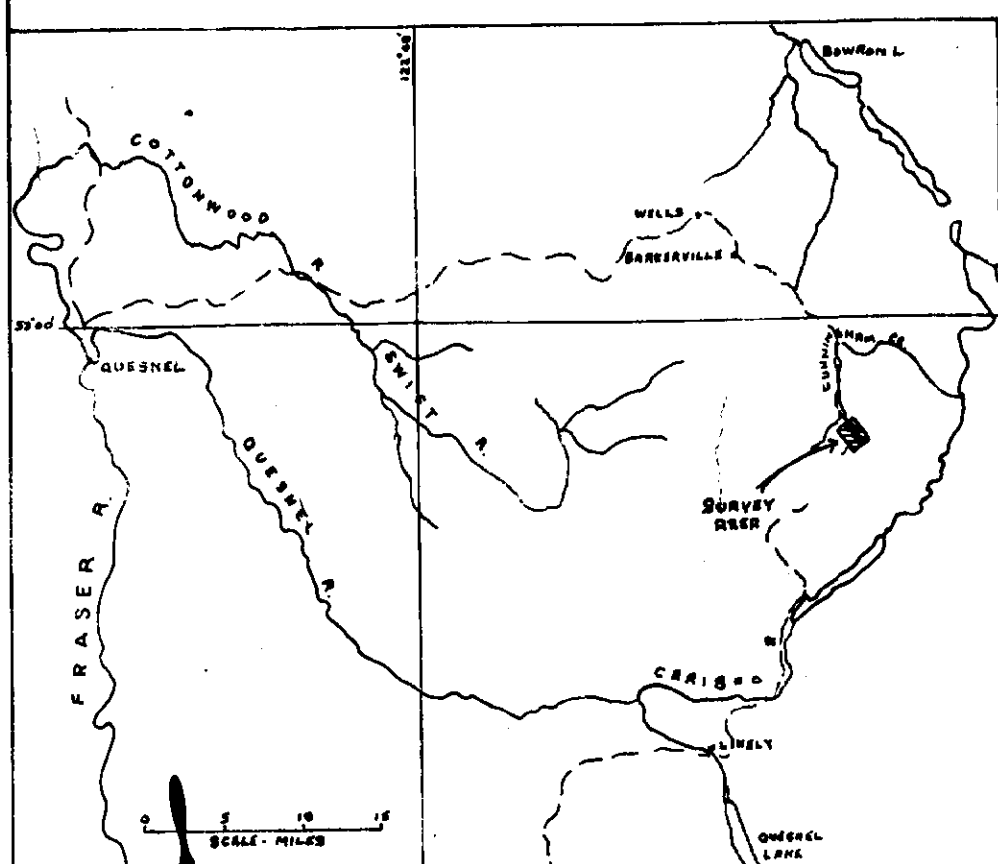 BOWRON L
122°00'
COTTONWOOD R.
WELLS
BARKERVILLE
53°00'
QUESNEL
CUNNINGHAM CR
SWIFT R.
QUESNEL R.
SURVEY
AREA
FRASER R.
CARIBOO R
LIKELY
0 5 10 15
SCALE - MILES
QUESNEL
LAKE